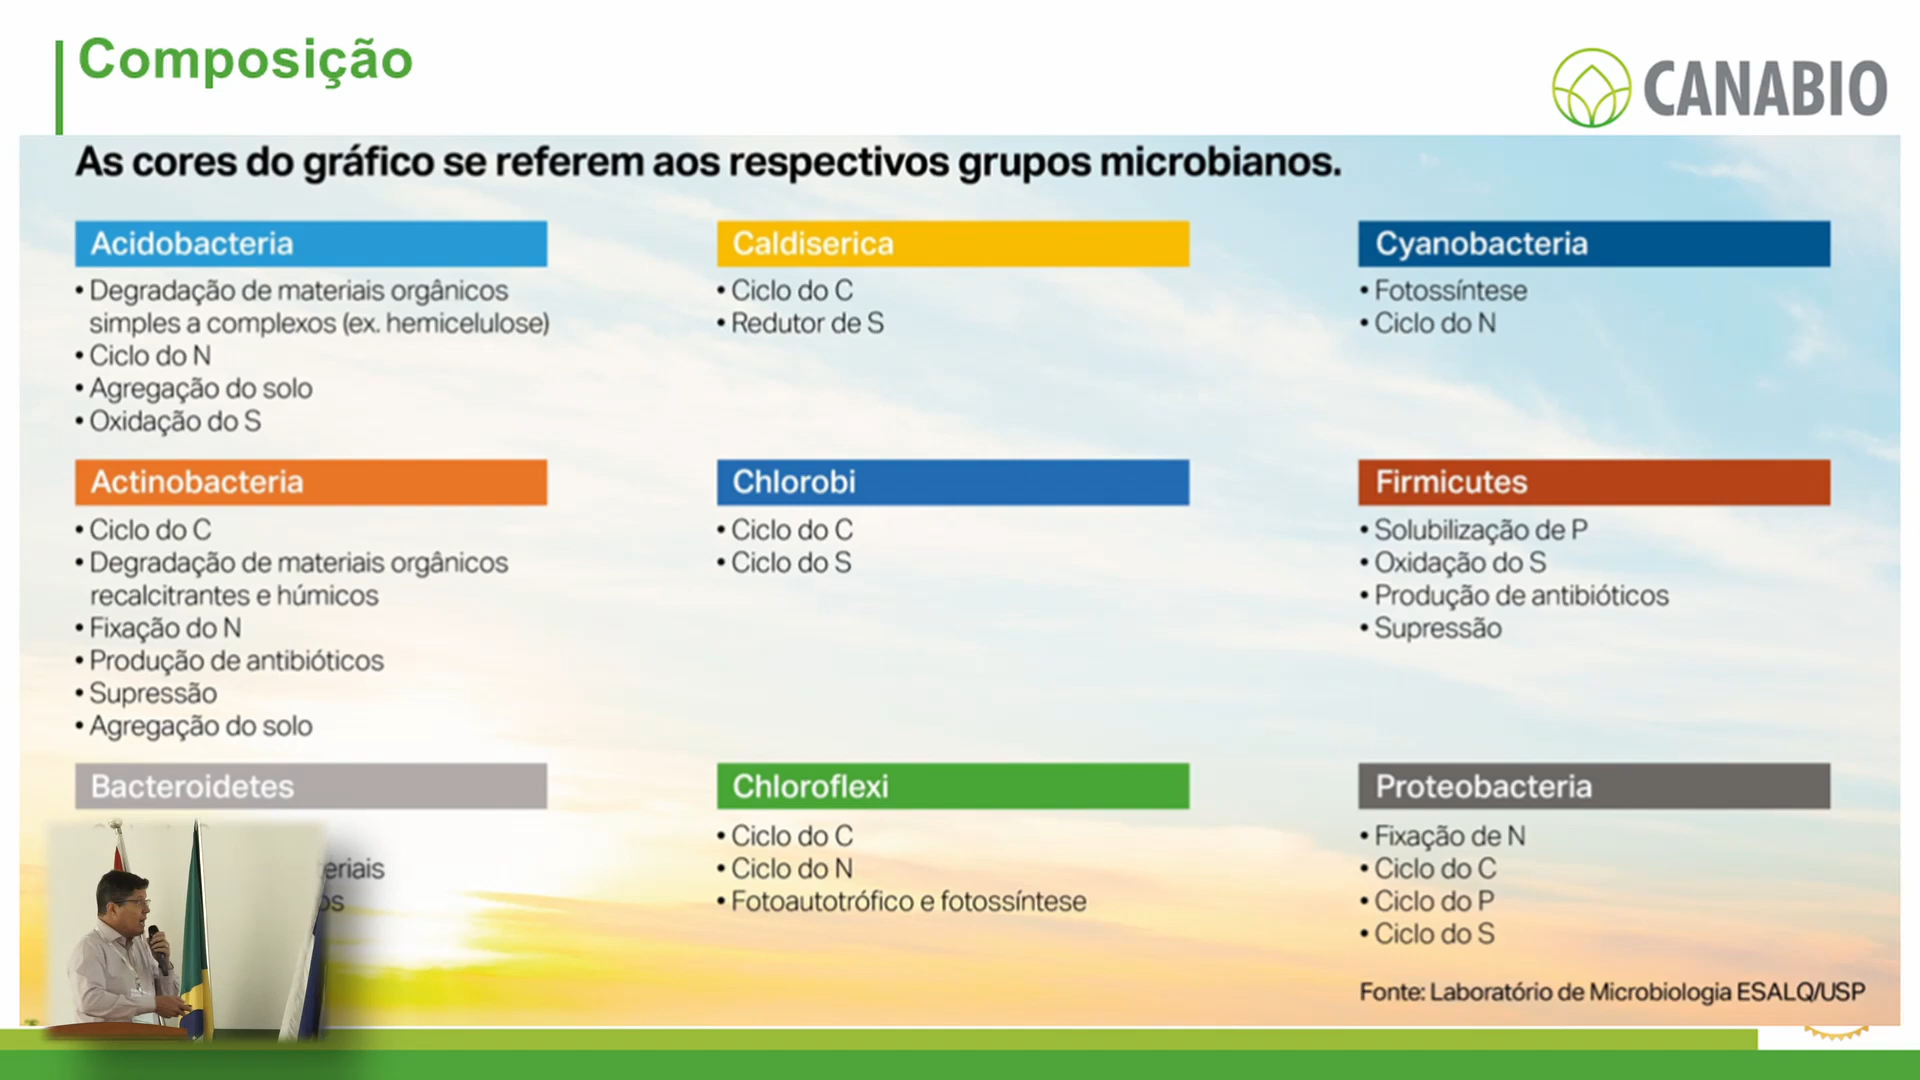 Composição
CANABIO
As cores do gráfico se referem aos respectivos grupos microbianos.
Acidobacteria
• Degradação de materiais orgânicos
simples a complexos (ex. hemicelulose)
• Ciclo do N
• Agregação do solo
• Oxidação do S
Actinobacteria
• Ciclo do C
• Degradação de materiais orgânicos
recalcitrantes e húmicos
• Fixação do N
• Produção de antibióticos
• Supressão
• Agregação do solo
Bacteroidetes
Caldiserica
• Ciclo do C
• Redutor de S
Chlorobi
• Ciclo do C
• Ciclo do S
Chloroflexi
• Ciclo do C
• Ciclo do N
• Fotoautotrófico e fotossíntese
Cyanobacteria
• Fotossíntese
• Ciclo do N
Firmicutes
• Solubilização de P
• Oxidação do S
• Produção de antibióticos
• Supressão
Proteobacteria
• Fixação de N
• Ciclo do C
• Ciclo do P
• Ciclo do S
Fonte: Laboratório de Microbiologia ESALQ/USP